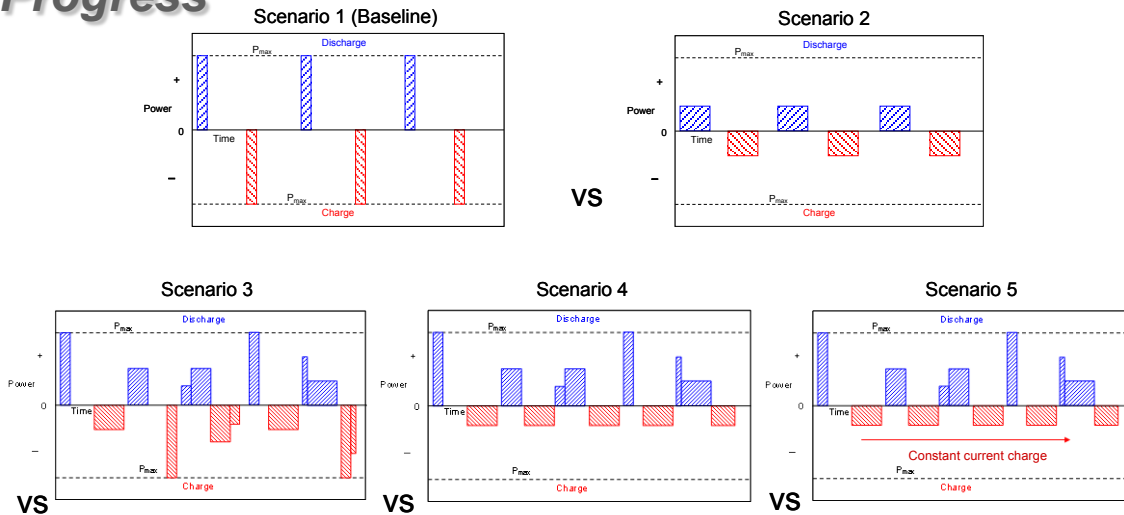 Progress
Scenario 1 (Baseline)
Discharge
Pmax
+
Power
0
Time
–
Pmax
Charge
vs
Scenario 2
Discharge
Pmax
+
Power
0
Time
–
Pmax
Charge
vs
Scenario 3
Discharge
Pmax
+
Power
0
Time
–
Pmax
Charge
vs
Scenario 4
Discharge
Pmax
+
Power
0
Time
–
Pmax
Charge
vs
Scenario 5
Discharge
Pmax
+
Power
0
Time
–
Constant current charge
Pmax
Charge